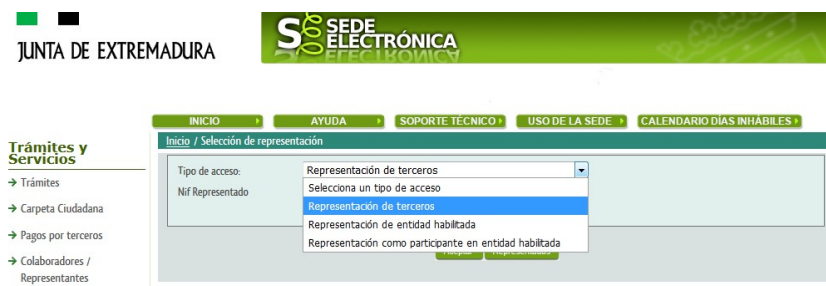 JUNTA DE EXTREMADURA
SEDE
ELECTRÓNICA
INICIO
AYUDA
SOPORTE TÉCNICO
USO DE LA SEDE
CALENDARIO DÍAS INHÁBILES
Inicio / Selección de representación
Trámites y
Servicios
Trámites
Carpeta Ciudadana
Pagos por terceros
Colaboradores /
Representantes
Tipo de acceso:
Representación de terceros
Nif Representado
Selecciona un tipo de acceso
Representación de terceros
Representación de entidad habilitada
Representación como participante en entidad habilitada
Aceptar
Representados